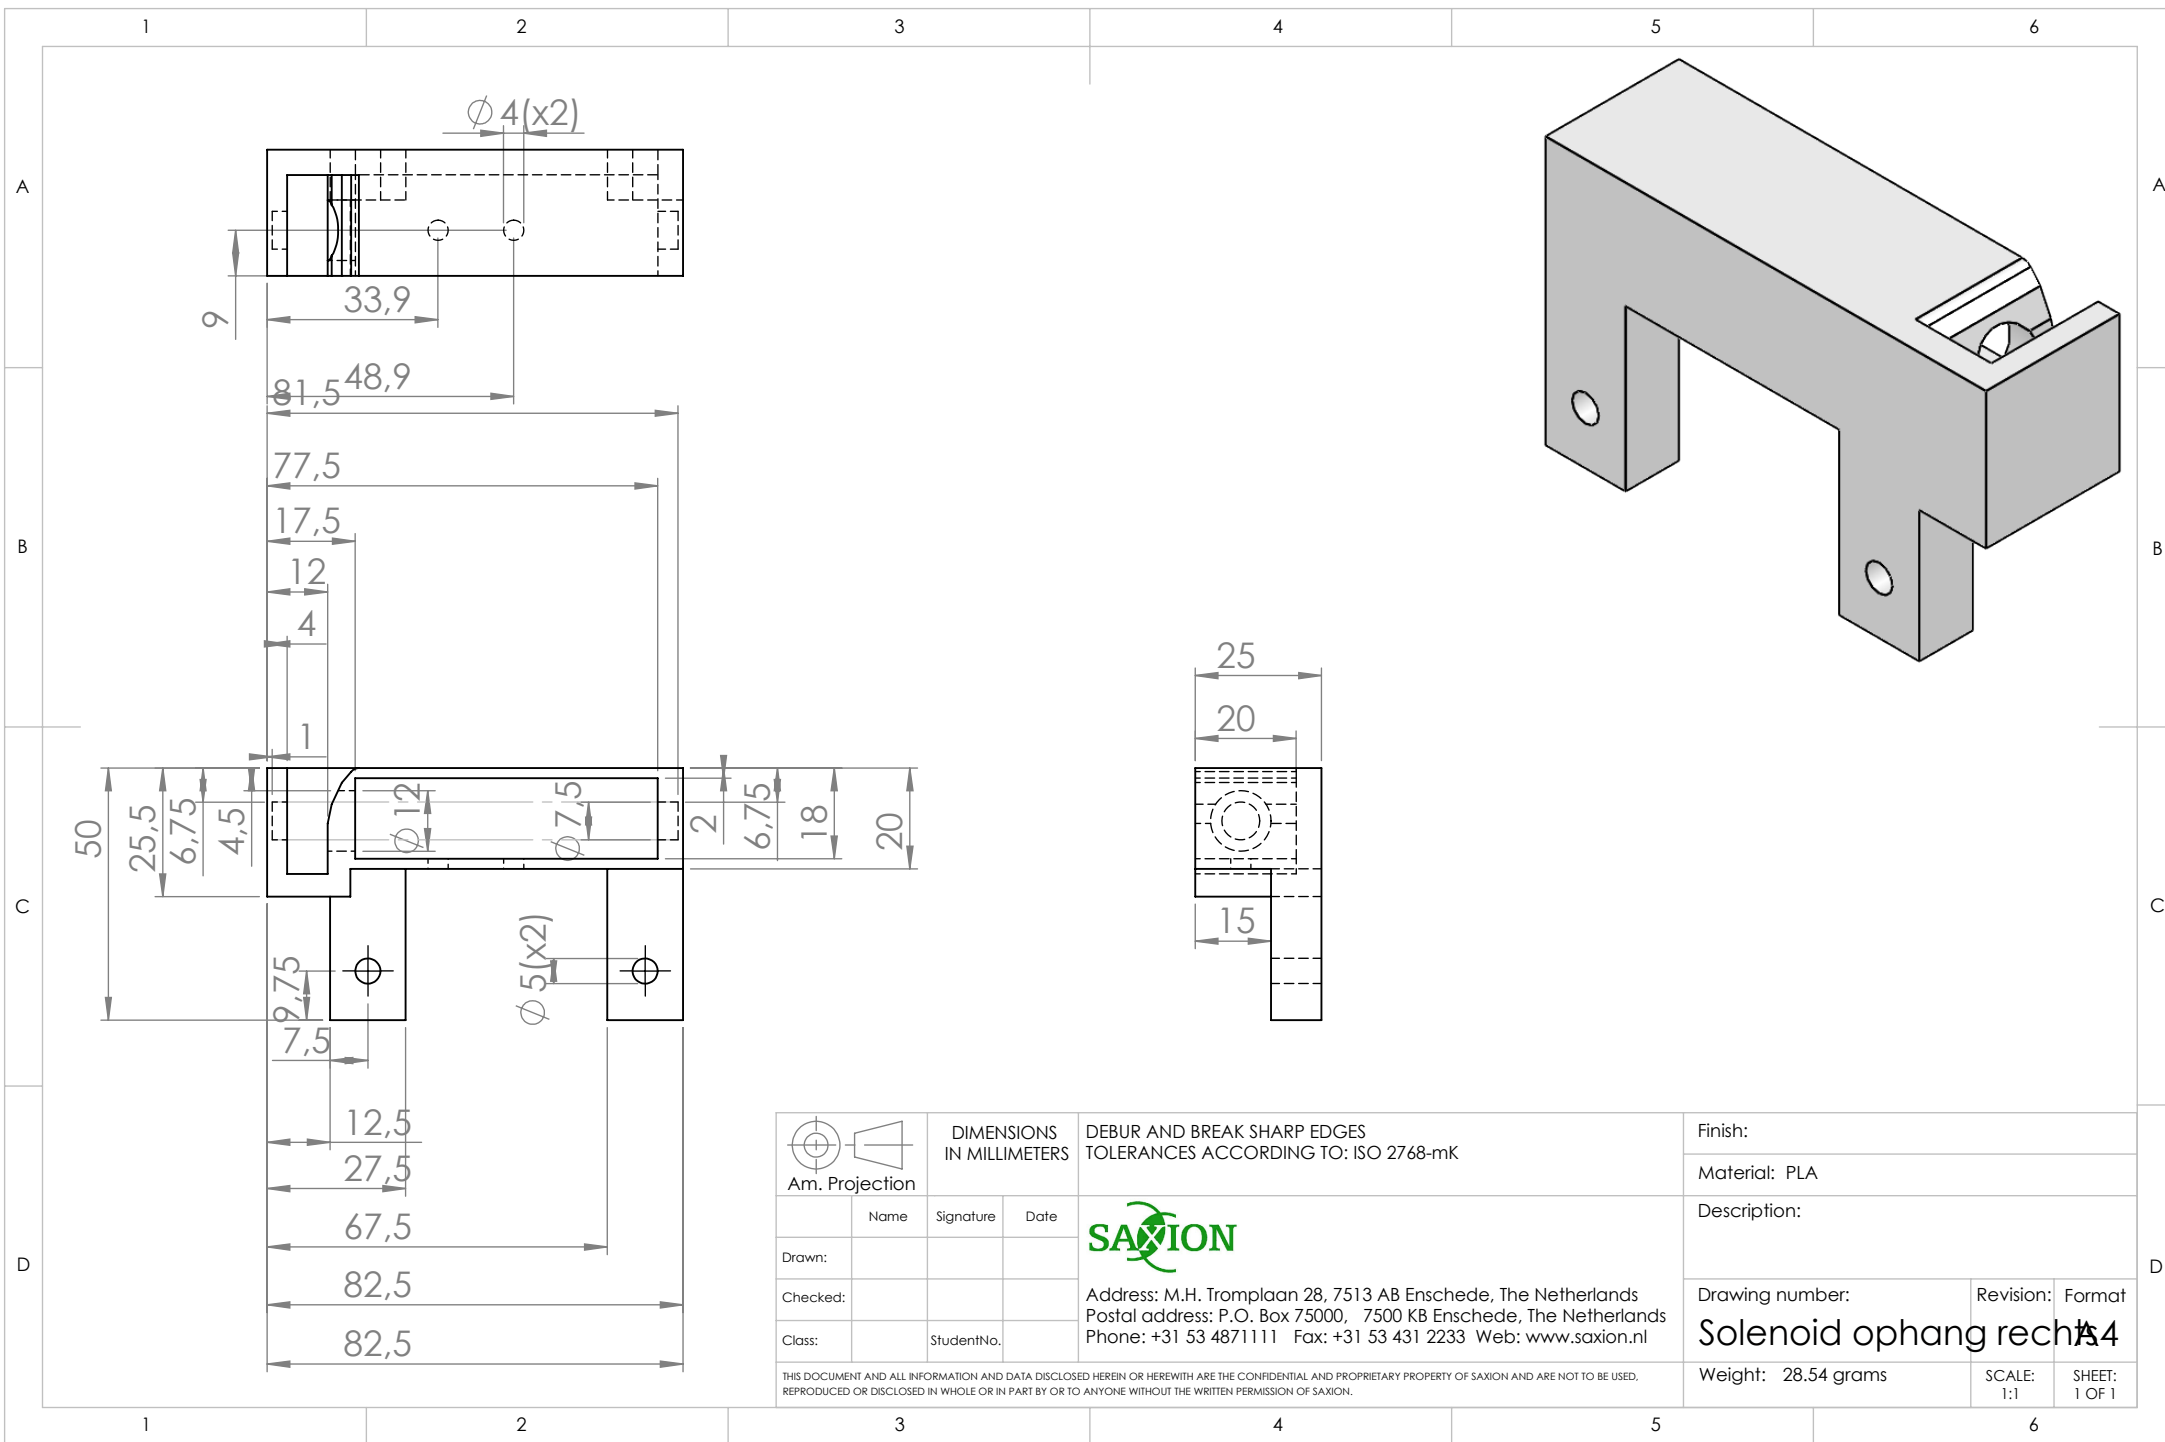 1 2 3 4 5 6
A A
B B
C C
D D
1 2 3 4 5 6
∅ 4(x2)
9
33,9
48,9
81,5
77,5
17,5
12
4
1
50
25,5
6,75
4,5
∅ 12
∅ 7,5
2
6,75
18
20
9,75
7,5
∅ 5(x2)
12,5
27,5
67,5
82,5
82,5
25
20
15
Am. Projection
DIMENSIONS
IN MILLIMETERS
DEBUR AND BREAK SHARP EDGES
TOLERANCES ACCORDING TO: ISO 2768-mK
Finish:
Material: PLA
Name Signature Date
Drawn:
Checked:
Class: StudentNo.
SAXION
Address: M.H. Tromplaan 28, 7513 AB Enschede, The Netherlands
Postal address: P.O. Box 75000, 7500 KB Enschede, The Netherlands
Phone: +31 53 4871111 Fax: +31 53 431 2233 Web: www.saxion.nl
Description:
Drawing number: Revision: Format
Solenoid ophang rechts A4
Weight: 28.54 grams
SCALE:
1:1
SHEET:
1 OF 1
THIS DOCUMENT AND ALL INFORMATION AND DATA DISCLOSED HEREIN OR HEREWITH ARE THE CONFIDENTIAL AND PROPRIETARY PROPERTY OF SAXION AND ARE NOT TO BE USED,
REPRODUCED OR DISCLOSED IN WHOLE OR IN PART BY OR TO ANYONE WITHOUT THE WRITTEN PERMISSION OF SAXION.